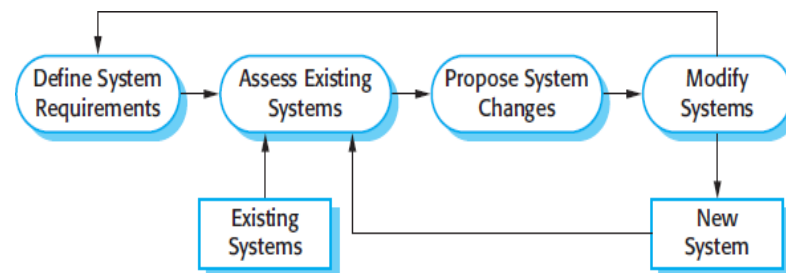 Define System
Requirements
Assess Existing
Systems
Propose System
Changes
Modify
Systems
Existing
Systems
New
System